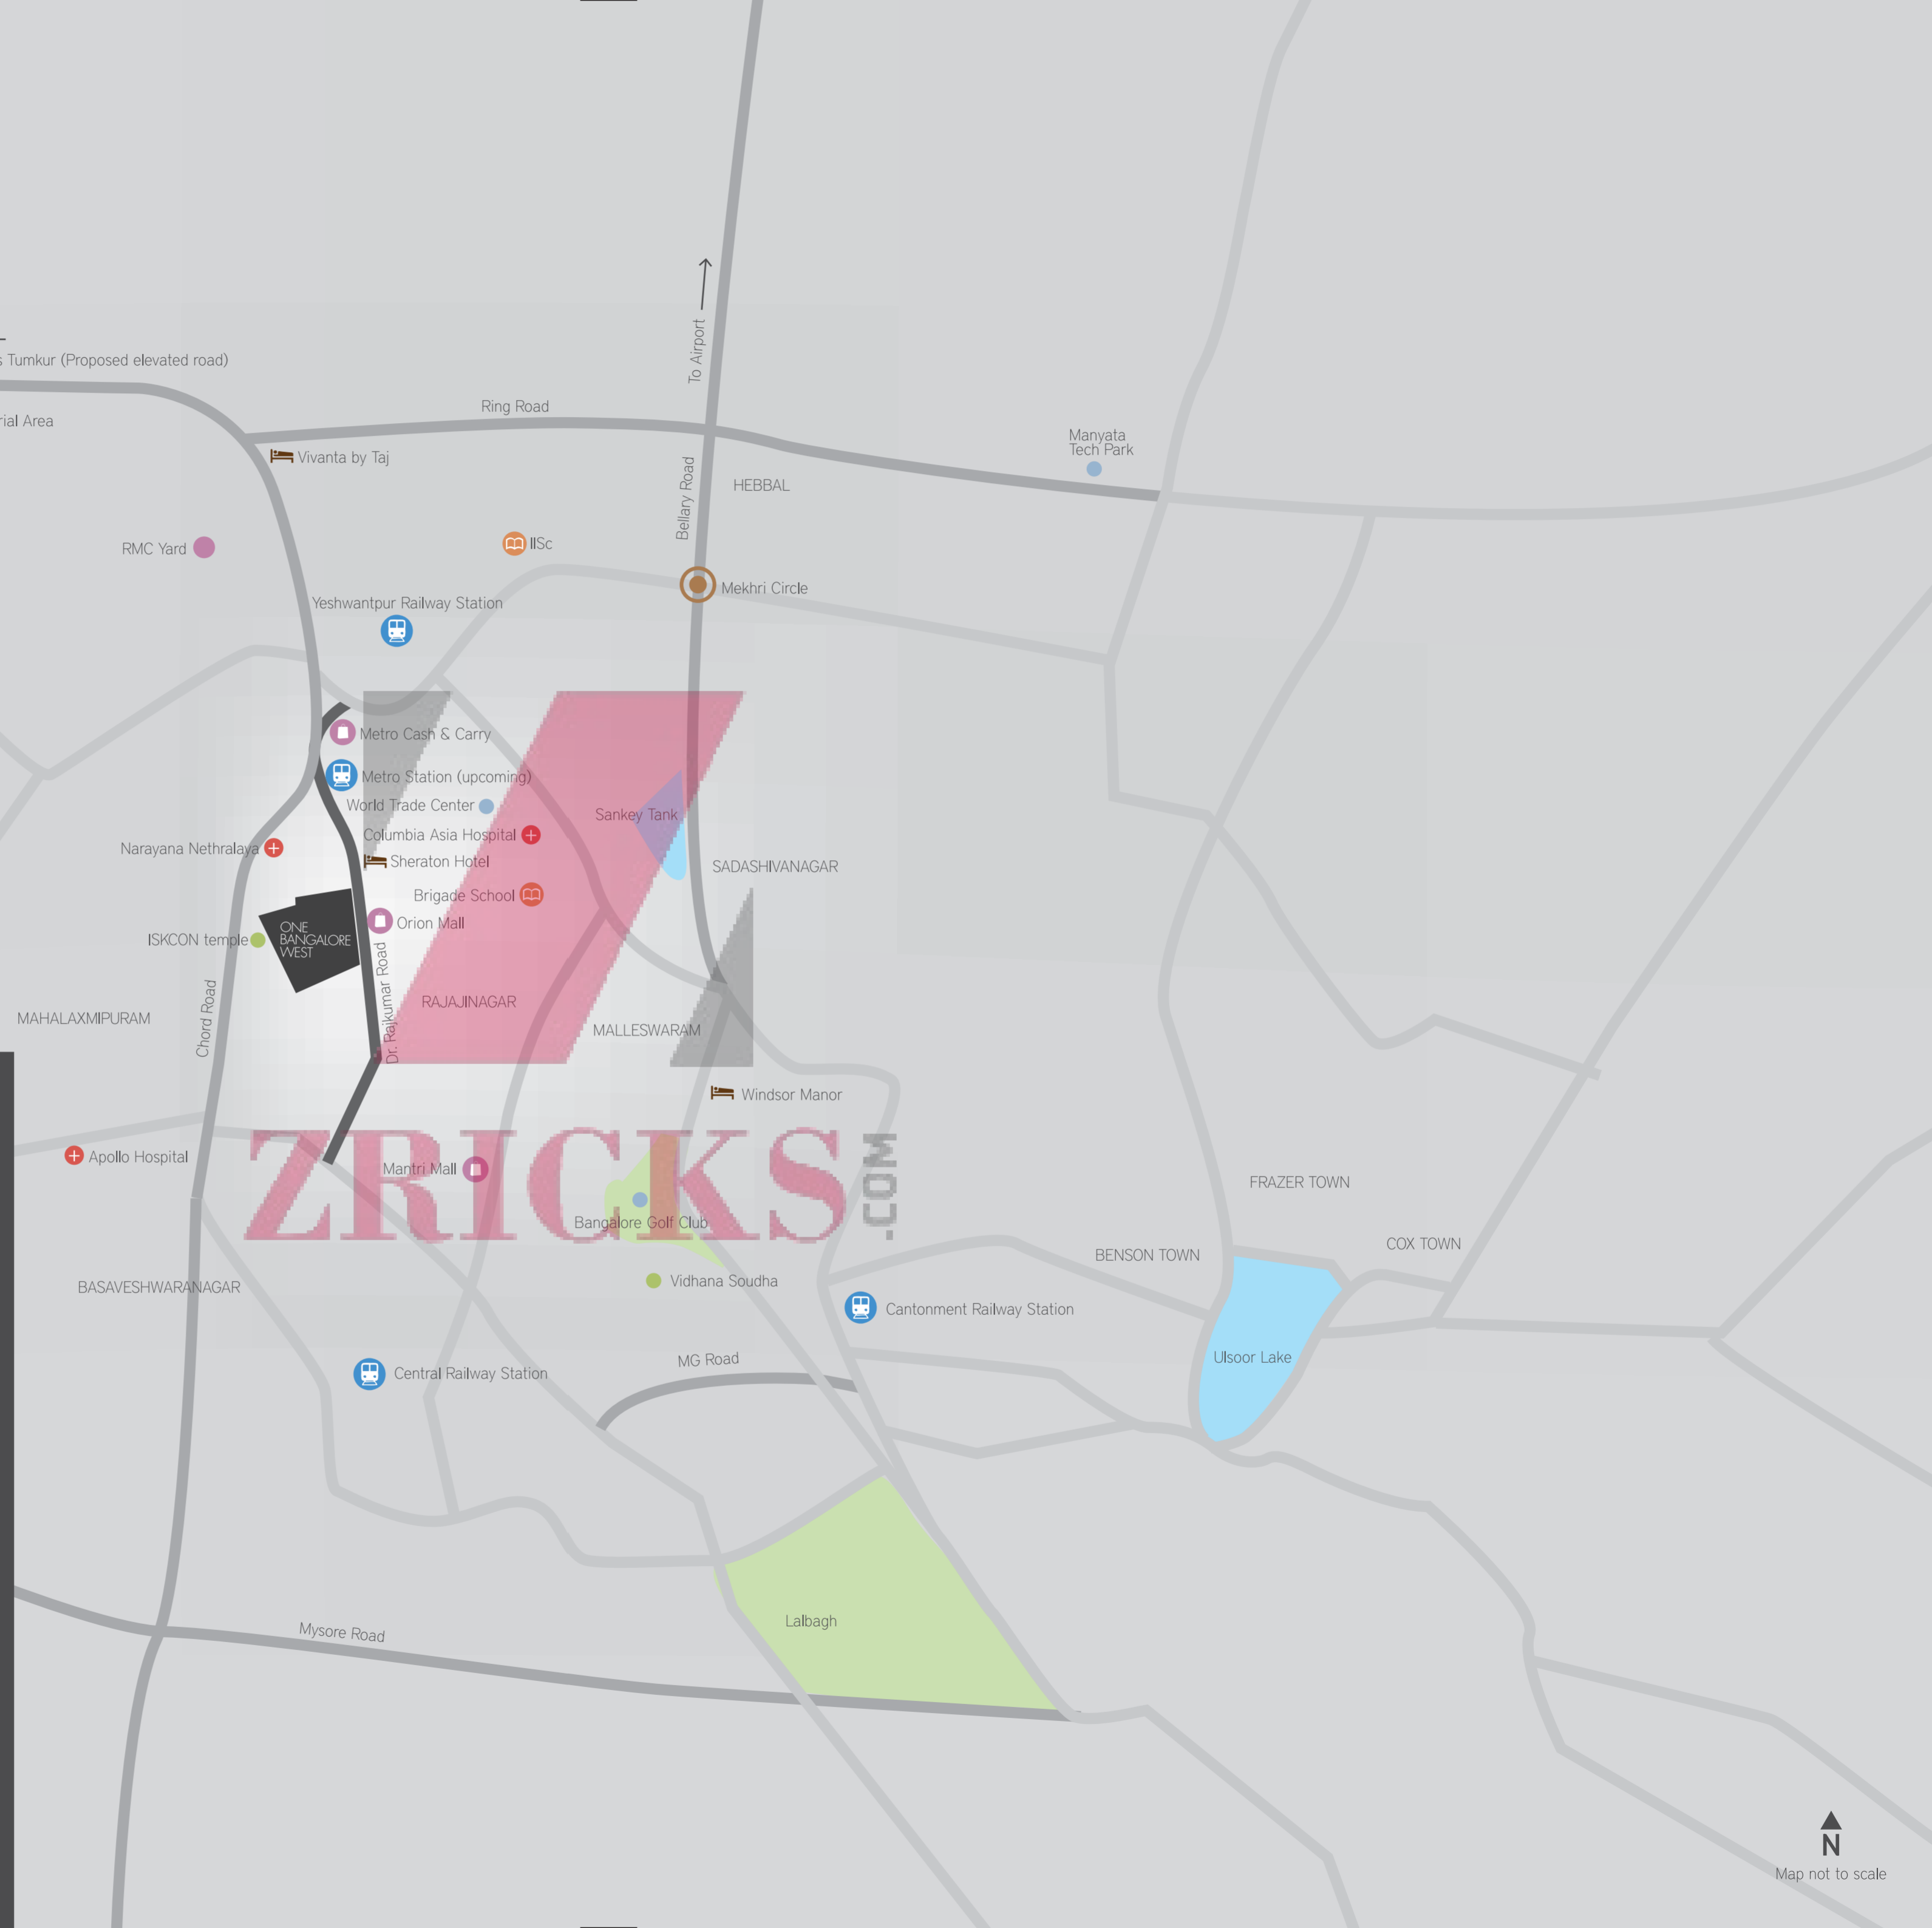 To Airport
s Tumkur (Proposed elevated road)
Ring Road
rial Area
Manyata
Tech Park
Vivanta by Taj
Bellary Road
HEBBAL
RMC Yard
IISc
Mekhri Circle
Yeshwantpur Railway Station
Metro Cash & Carry
Metro Station (upcoming)
World Trade Center
Sankey Tank
Columbia Asia Hospital
Narayana Nethralaya
Sheraton Hotel
SADASHIVANAGAR
Brigade School
Orion Mall
ONE
BANGALORE
WEST
ISKCON temple
Dr. Rajkumar Road
RAJAJINAGAR
MAHALAXMIPURAM
Chord Road
MALLESWARAM
Windsor Manor
Apollo Hospital
Mantri Mall
ZRICKS
.COM
FRAZER TOWN
Bangalore Golf Club
COX TOWN
BENSON TOWN
Vidhana Soudha
BASAVESHWARANAGAR
Cantonment Railway Station
Ulsoor Lake
MG Road
Central Railway Station
Lalbagh
Mysore Road
N
Map not to scale